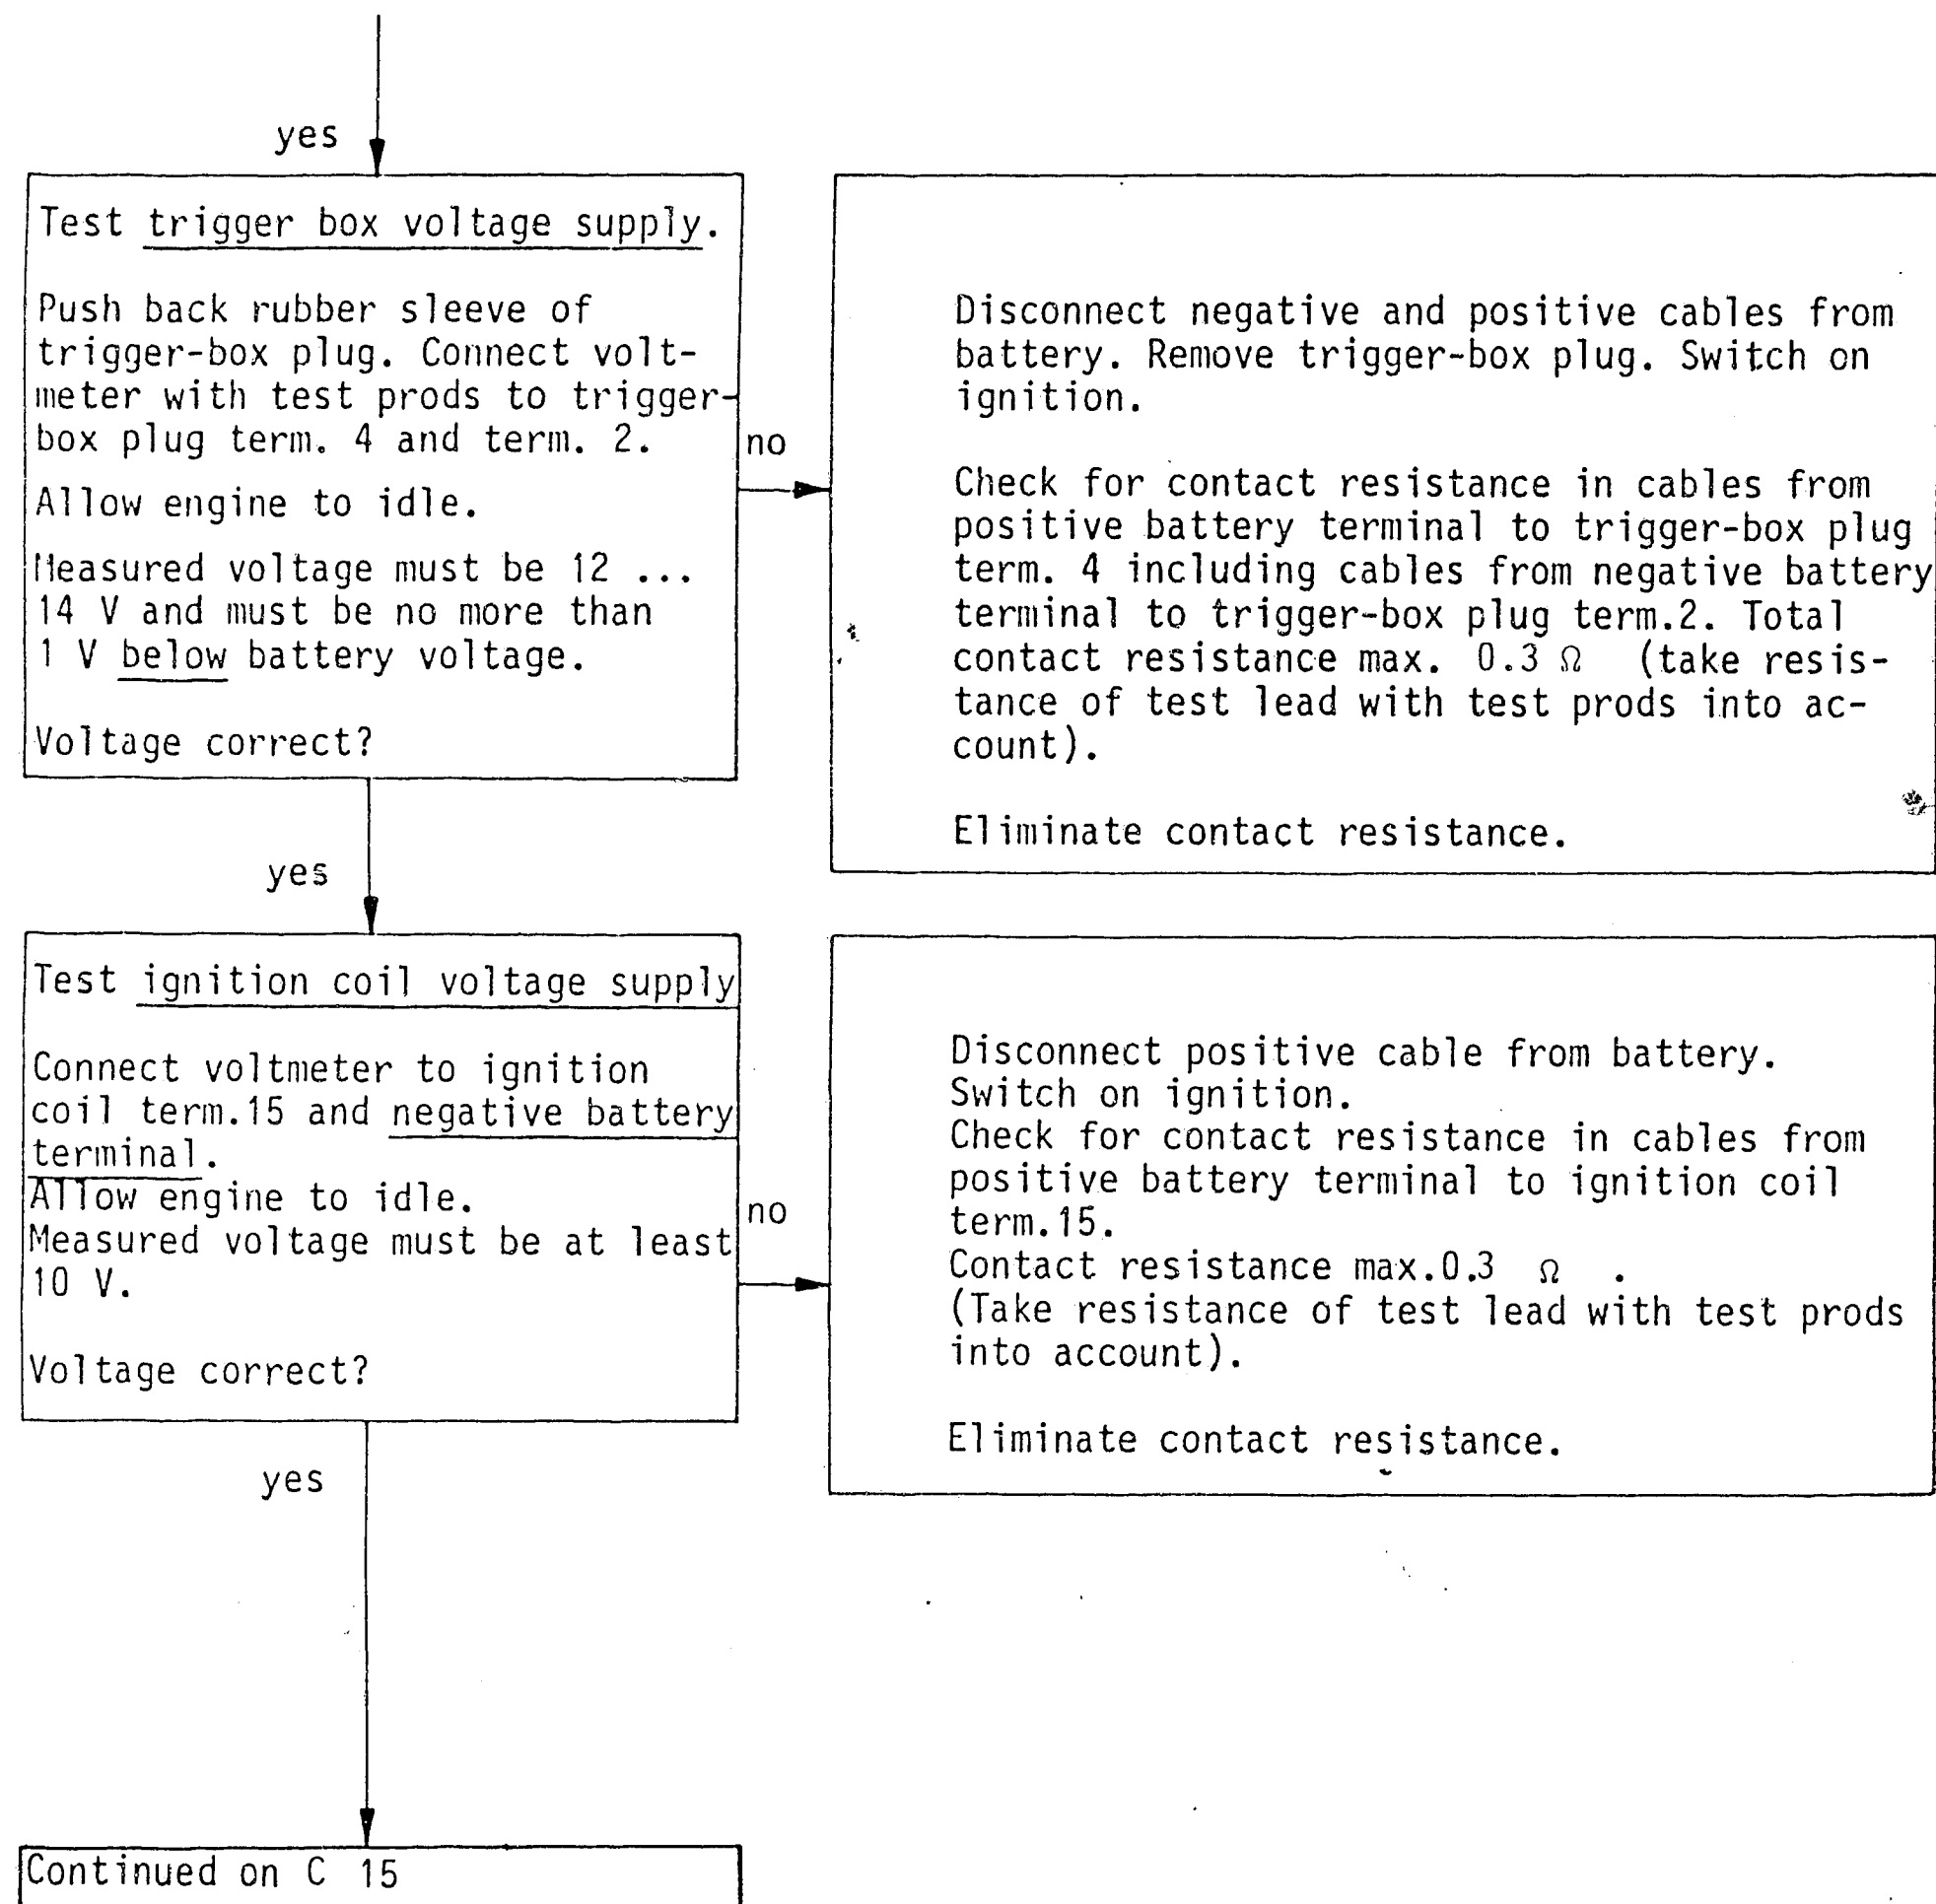 yes
Test trigger box voltage supply.
Push back rubber sleeve of
trigger-box plug. Connect volt-
meter with test prods to trigger-
box plug term. 4 and term. 2.
Allow engine to idle.
Measured voltage must be 12 ...
14 V and must be no more than
1 V below battery voltage.
Voltage correct?
no
Disconnect negative and positive cables from
battery. Remove trigger-box plug. Switch on
ignition.
Check for contact resistance in cables from
positive battery terminal to trigger-box plug
term. 4 including cables from negative battery
terminal to trigger-box plug term.2. Total
contact resistance max. 0.3 Ω (take resis-
tance of test lead with test prods into ac-
count).
Eliminate contact resistance.
yes
Test ignition coil voltage supply
Connect voltmeter to ignition
coil term.15 and negative battery
terminal.
Allow engine to idle.
Measured voltage must be at least
10 V.
Voltage correct?
no
Disconnect positive cable from battery.
Switch on ignition.
Check for contact resistance in cables from
positive battery terminal to ignition coil
term.15.
Contact resistance max.0.3 Ω .
(Take resistance of test lead with test prods
into account).
Eliminate contact resistance.
yes
Continued on C 15